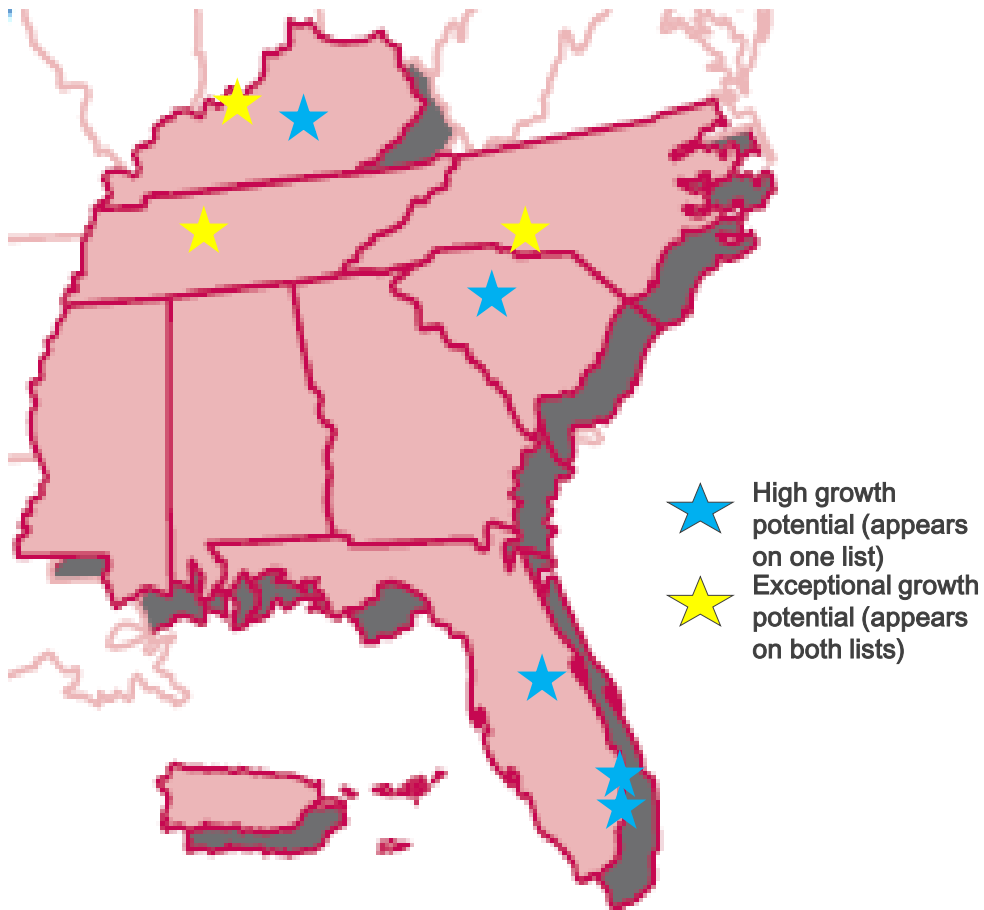 High growth
potential (appears
on one list)
Exceptional growth
potential (appears
on both lists)